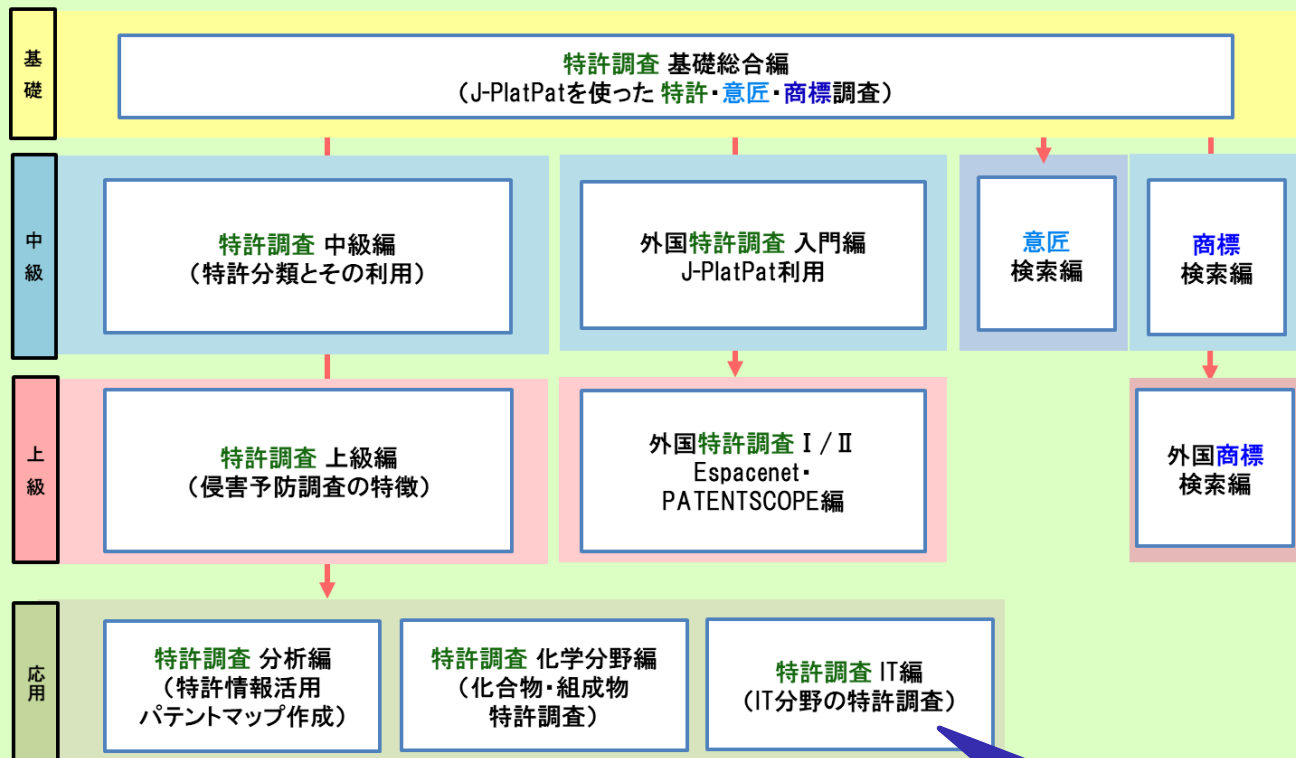 基礎
特許調査 基礎総合編
(J-PlatPatを使った 特許・意匠・商標調査)
中級
特許調査 中級編
(特許分類とその利用)
外国特許調査 入門編
J-PlatPat利用
意匠
検索編
商標
検索編
上級
特許調査 上級編
(侵害予防調査の特徴)
外国特許調査 Ⅰ / Ⅱ
Espacenet・
PATENTSCOPE編
外国商標
検索編
応用
特許調査 分析編
(特許情報活用
パテントマップ作成)
特許調査 化学分野編
(化合物・組成物
特許調査)
特許調査 IT編
(IT分野の特許調査)